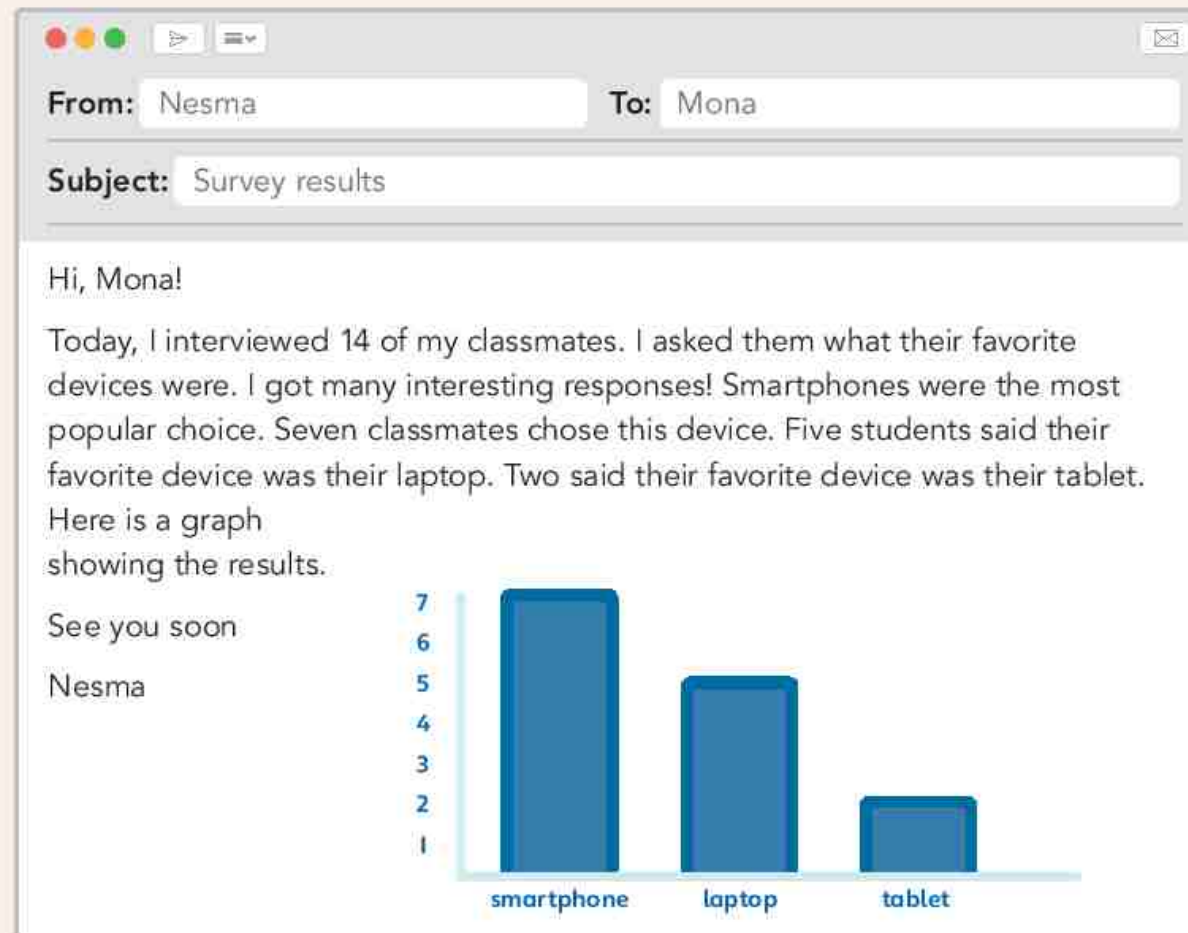 From: Nesma To: Mona
Subject: Survey results
Hi, Mona!
Today, I interviewed 14 of my classmates. I asked them what their favorite
devices were. I got many interesting responses! Smartphones were the most
popular choice. Seven classmates chose this device. Five students said their
favorite device was their laptop. Two said their favorite device was their tablet.
Here is a graph
showing the results.
See you soon
Nesma
7
6
5
4
3
2
1
smartphone laptop tablet